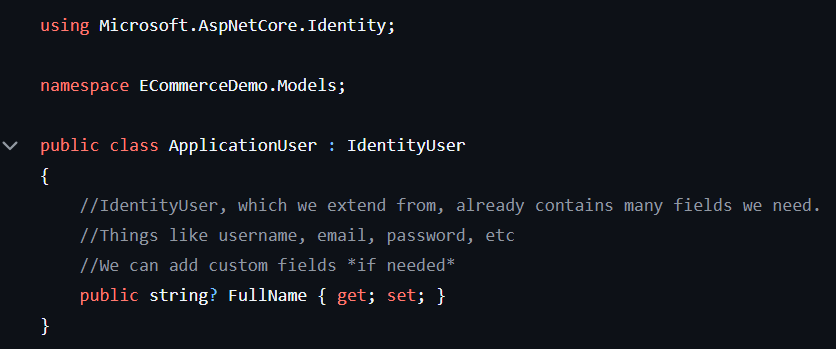 using Microsoft.AspNetCore.Identity;
namespace ECommerceDemo.Models;
public class ApplicationUser : IdentityUser
{
//IdentityUser, which we extend from, already contains many fields we need.
//Things like username, email, password, etc
//We can add custom fields *if needed*
public string? FullName { get; set; }
}